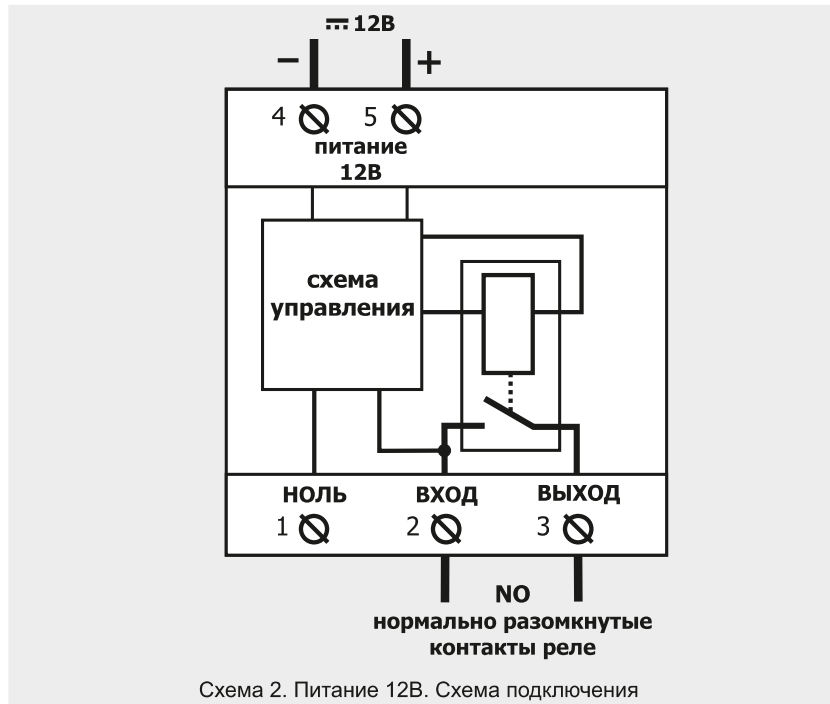 12В
− +
4 5
питание
12В
схема
управления
НОЛЬ ВХОД ВЫХОД
1 2 3
NO
нормально разомкнутые
контакты реле
Схема 2. Питание 12В. Схема подключения